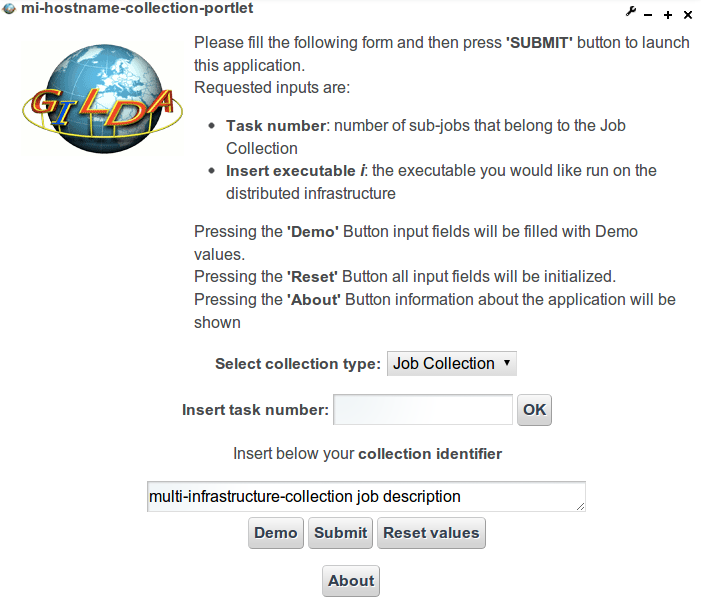 mi-hostname-collection-portlet
GILDA
Please fill the following form and then press 'SUBMIT' button to launch
this application.
Requested inputs are:
Task number: number of sub-jobs that belong to the Job
Collection
Insert executable i: the executable you would like run on the
distributed infrastructure
Pressing the 'Demo' Button input fields will be filled with Demo
values.
Pressing the 'Reset' Button all input fields will be initialized.
Pressing the 'About' Button information about the application will be
shown
Select collection type: Job Collection
Insert task number: OK
Insert below your collection identifier
multi-infrastructure-collection job description
Demo Submit Reset values
About